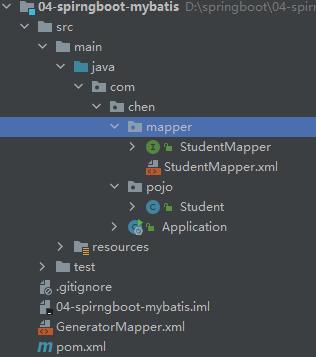 04-spirngboot-mybatis D:\springboot\04-spirn
src
main
java
com
chen
mapper
StudentMapper
StudentMapper.xml
pojo
Student
Application
resources
test
.gitignore
04-spirngboot-mybatis.iml
GeneratorMapper.xml
pom.xml